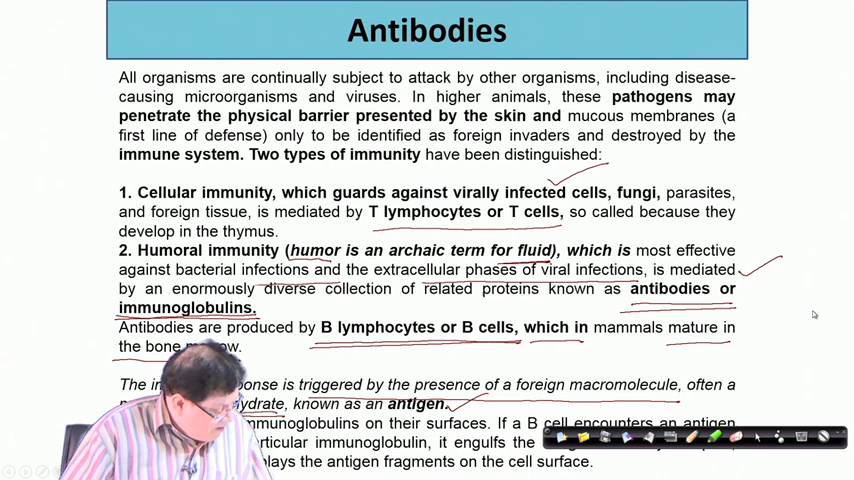 Antibodies
All organisms are continually subject to attack by other organisms, including disease-
causing microorganisms and viruses. In higher animals, these pathogens may
penetrate the physical barrier presented by the skin and mucous membranes (a
first line of defense) only to be identified as foreign invaders and destroyed by the
immune system. Two types of immunity have been distinguished:
1. Cellular immunity, which guards against virally infected cells, fungi, parasites,
and foreign tissue, is mediated by T lymphocytes or T cells, so called because they
develop in the thymus.
2. Humoral immunity (humor is an archaic term for fluid), which is most effective
against bacterial infections and the extracellular phases of viral infections, is mediated
by an enormously diverse collection of related proteins known as antibodies or
immunoglobulins.
Antibodies are produced by B lymphocytes or B cells, which in mammals mature in
the bone marrow.
The response is triggered by the presence of a foreign macromolecule, often a
known as an antigen.
immunoglobulins on their surfaces. If a B cell encounters an antigen
particular immunoglobulin, it engulfs the
the antigen fragments on the cell surface.